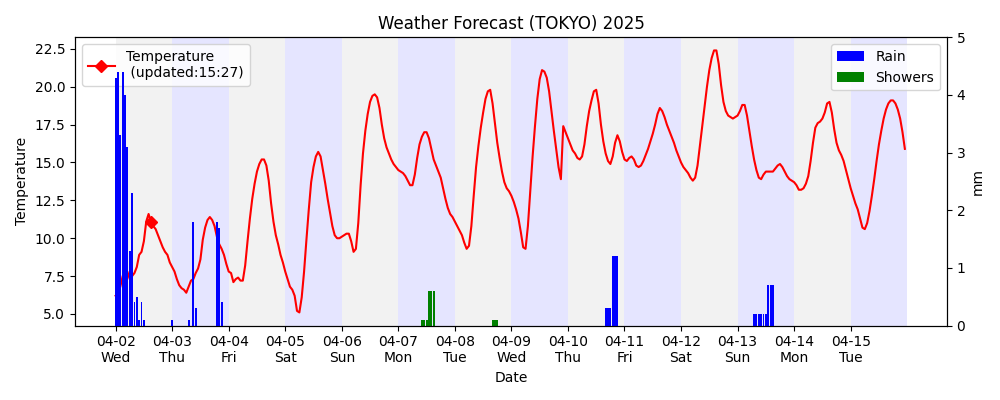 Weather Forecast (TOKYO) 2025
Temperature
(updated:15:27)
Rain
Showers
22.5
20.0
17.5
15.0
12.5
10.0
7.5
5.0
Temperature
5
4
3
2
1
0
mm
04-02 04-03 04-04 04-05 04-06 04-07 04-08 04-09 04-10 04-11 04-12 04-13 04-14 04-15
Wed Thu Fri Sat Sun Mon Tue Wed Thu Fri Sat Sun Mon Tue
Date